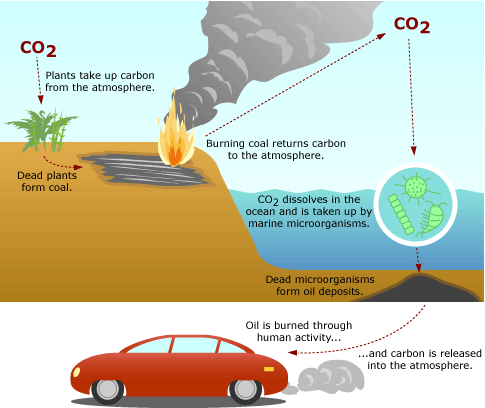 CO2
Plants take up carbon
from the atmosphere.
Dead plants
form coal.
Burning coal returns carbon
to the atmosphere.
CO2
CO2 dissolves in the
ocean and is taken up by
marine microorganisms.
Dead microorganisms
form oil deposits.
Oil is burned through
human activity...
...and carbon is released
into the atmosphere.